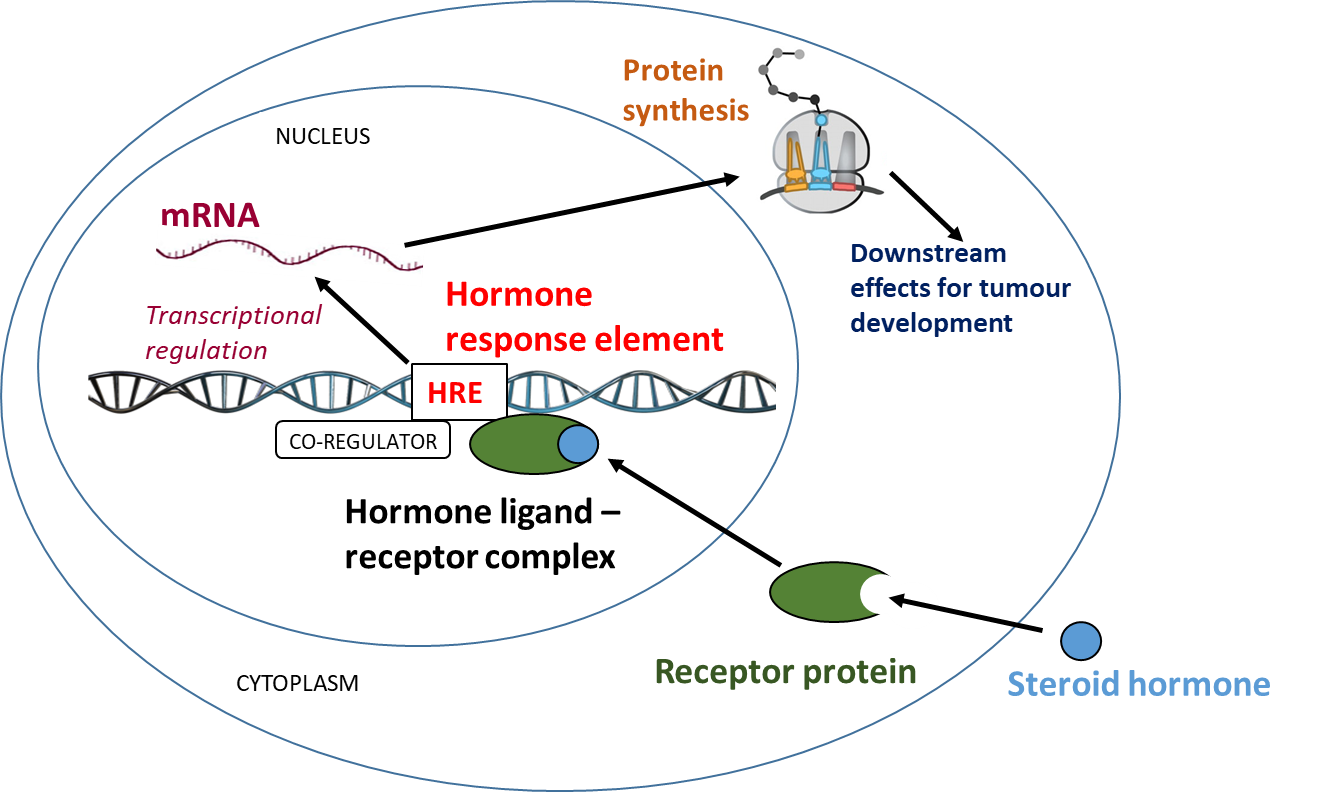 Protein
synthesis
NUCLEUS
mRNA
Downstream
effects for tumour
development
Hormone
response element
Transcriptional
regulation
HRE
CO-REGULATOR
Hormone ligand –
receptor complex
Receptor protein
Steroid hormone
CYTOPLASM